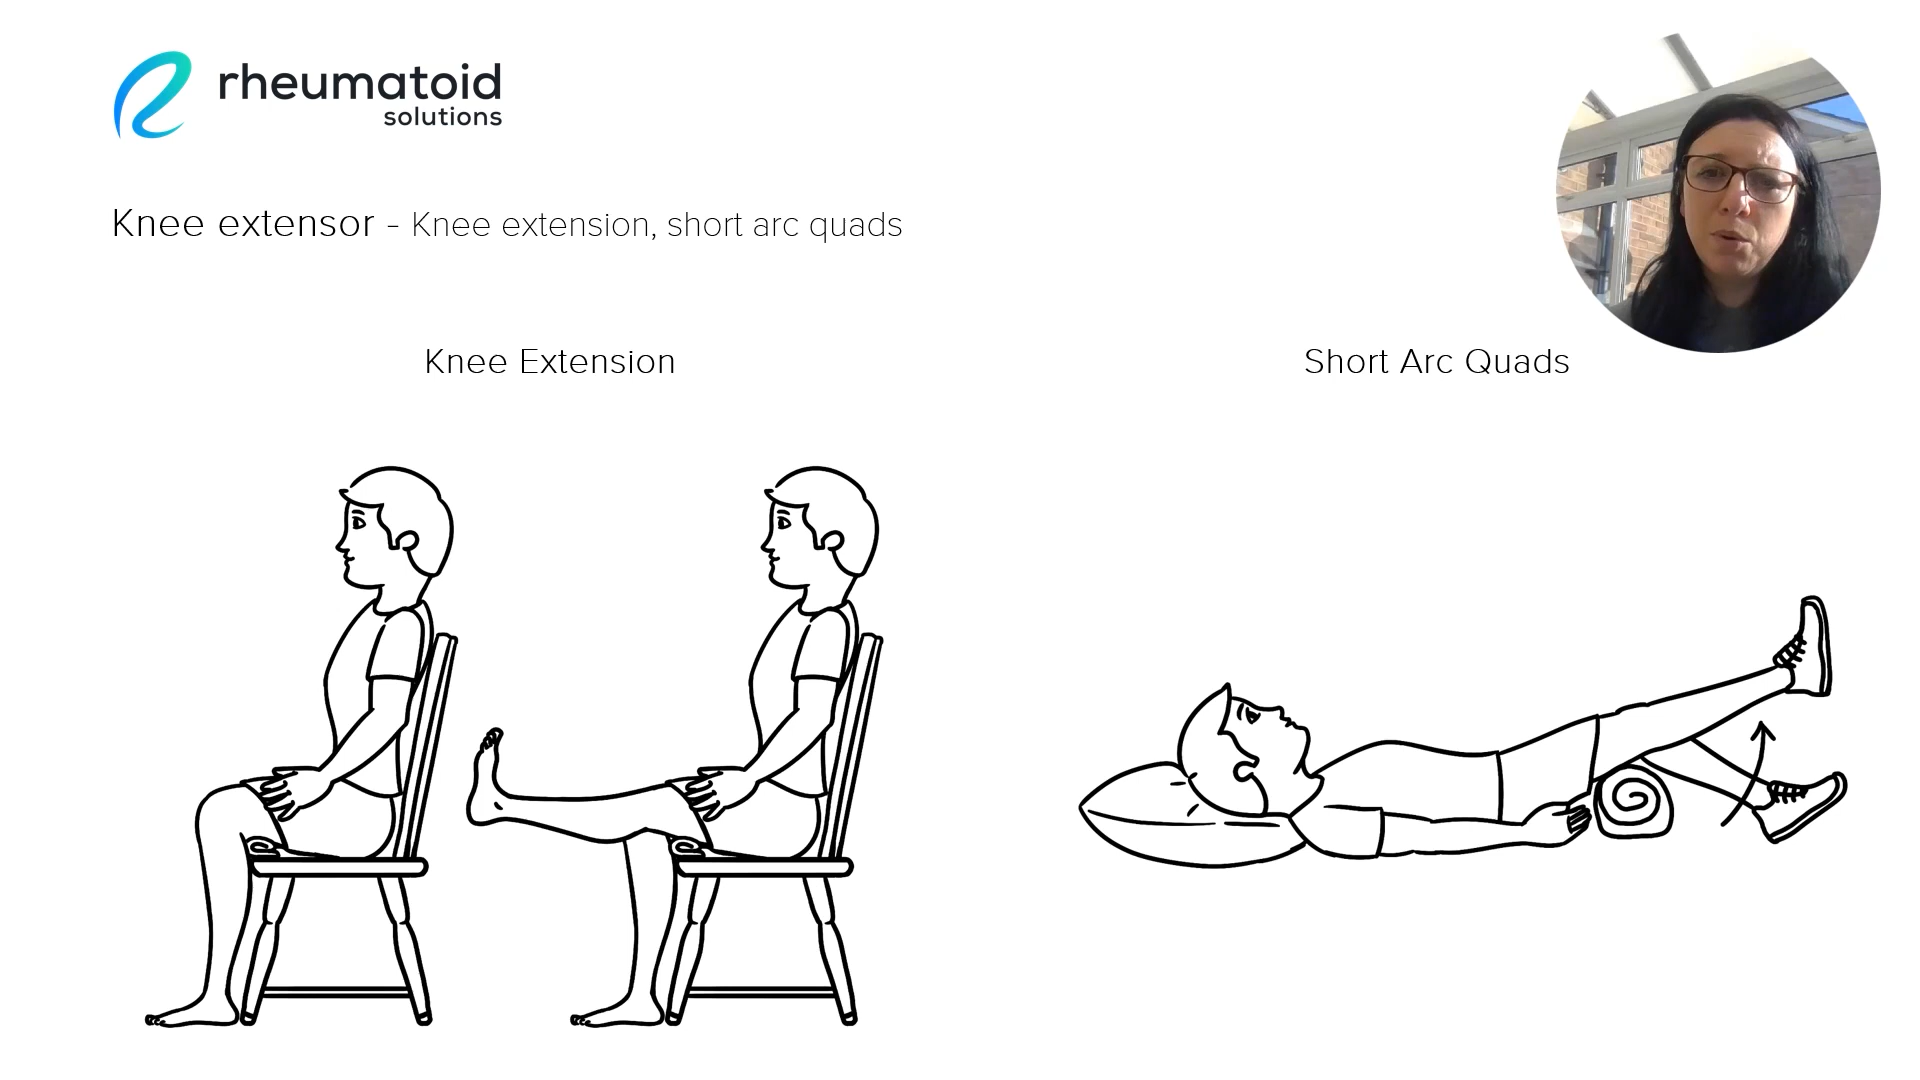 rheumatoid
solutions
Knee extensor - Knee extension, short arc quads
Knee Extension
Short Arc Quads